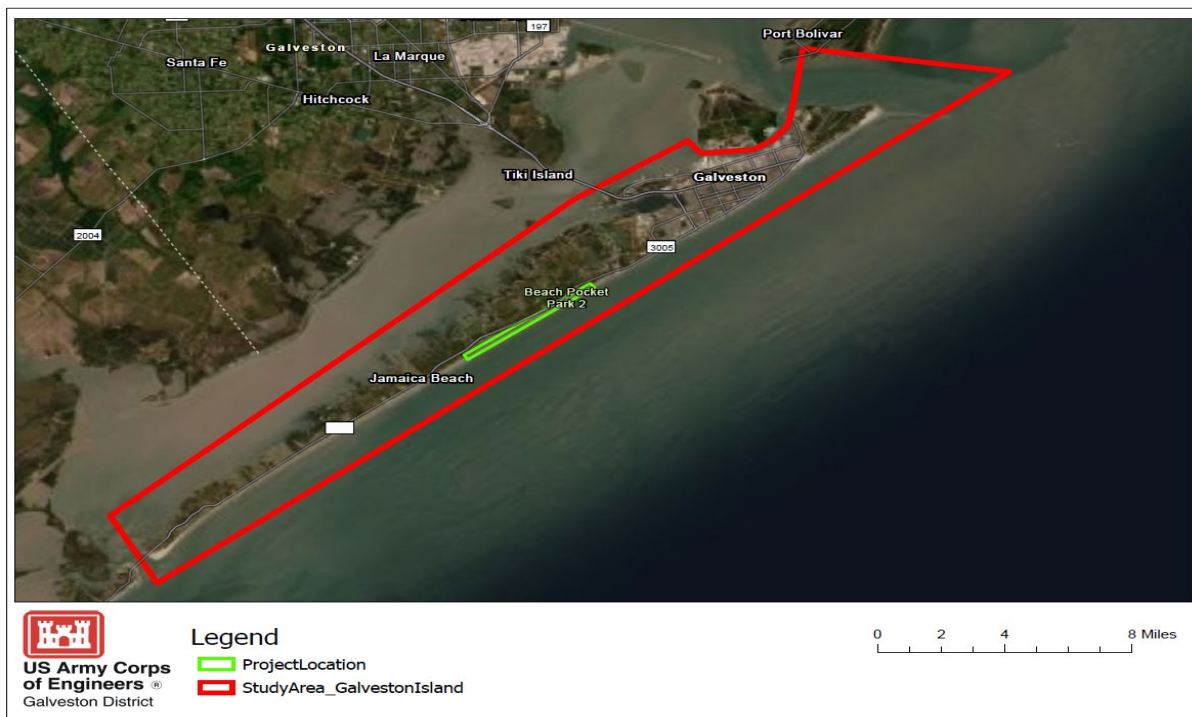 197
Port Bolivar
Galveston
La Marque
Santa Fe
Hitchcock
Tiki Island
Galveston
2004
3005
Beach Pocket
Park 2
Jamaica Beach
US Army Corps
of Engineers ®
Galveston District
Legend
ProjectLocation
StudyArea_GalvestonIsland
0 2 4 8 Miles